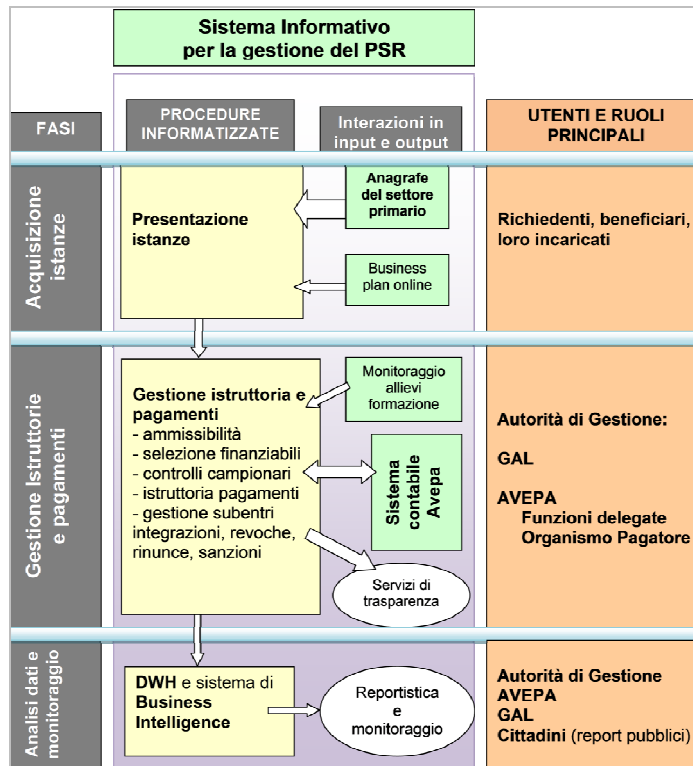 Sistema Informativo
per la gestione del PSR
FASI
PROCEDURE
INFORMATIZZATE
Interazioni in
input e output
UTENTI E RUOLI
PRINCIPALI
Acquisizione
istanze
Presentazione
istanze
Anagrafe
del settore
primario
Business
plan online
Richiedenti, beneficiari,
loro incaricati
Gestione Istruttorie
e pagamenti
Gestione istruttoria e
pagamenti
- ammissibilità
- selezione finanziabili
- controlli campionari
- istruttoria pagamenti
- gestione subentri
integrazioni, revoche,
rinunce, sanzioni
Monitoraggio
allievi
formazione
Sistema
contabile
Avepa
Servizi di
trasparenza
Autorità di Gestione:
GAL
AVEPA
Funzioni delegate
Organismo Pagatore
Analisi dati e
monitoraggio
DWH e sistema di
Business
Intelligence
Reportistica
e
monitoraggio
Autorità di Gestione
AVEPA
GAL
Cittadini (report pubblici)